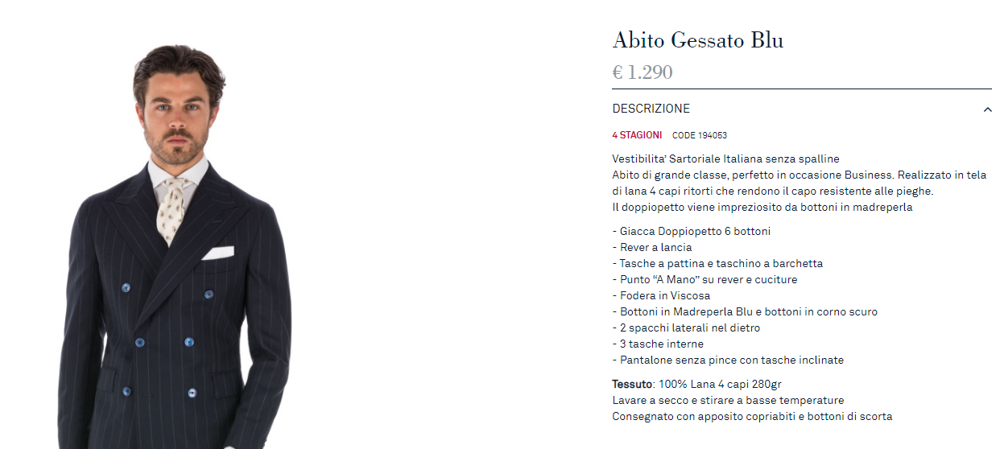 Abito Gessato Blu
€ 1.290
DESCRIZIONE
4 STAGIONI CODE 194053
Vestibilita’ Sartoriale Italiana senza spalline
Abito di grande classe, perfetto in occasione Business. Realizzato in tela
di lana 4 capi ritorti che rendono il capo resistente alle pieghe.
Il doppiopetto viene impreziosito da bottoni in madreperla
- Giacca Doppiopetto 6 bottoni
- Rever a lancia
- Tasche a pattina e taschino a barchetta
- Punto “A Mano” su rever e cuciture
- Fodera in Viscosa
- Bottoni in Madreperla Blu e bottoni in corno scuro
- 2 spacchi laterali nel dietro
- 3 tasche interne
- Pantalone senza pince con tasche inclinate
Tessuto: 100% Lana 4 capi 280gr
Lavare a secco e stirare a basse temperature
Consegnato con apposito copriabiti e bottoni di scorta